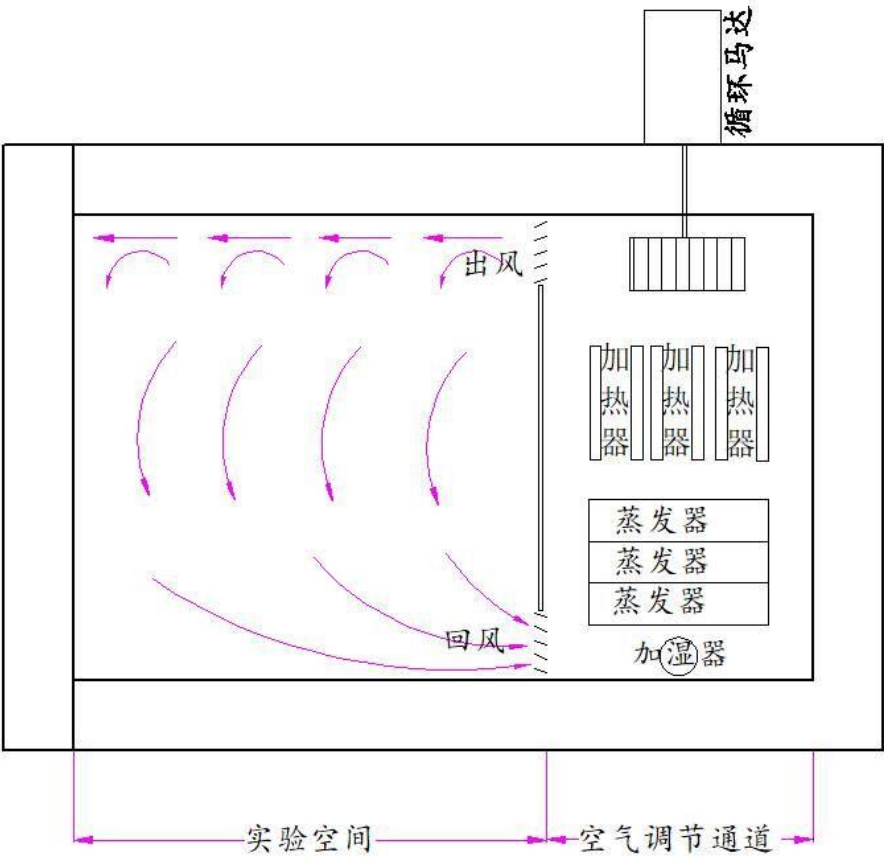 循环马达
出风
加热器
加热器
加热器
蒸发器
蒸发器
蒸发器
回风
加湿器
实验空间
空气调节通道